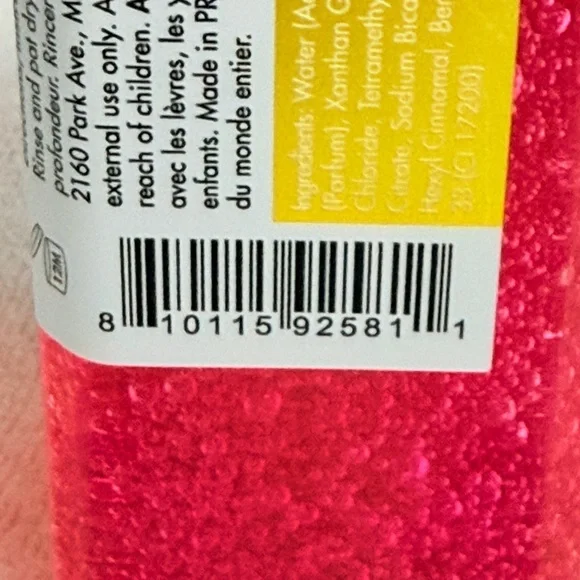 Rinse and pat dry
profondeur. Rincer
2160 Park Ave., M
external use only. A
reach of children. A
avec les lèvres, les y
enfants. Made in PR
du monde entier.
Ingredients: Water (A
(Parfum), Xanthan G
Chloride, Tetramethy
Citrate, Sodium Bica
Hexyl Cinnamal, Ben
33 (CI 17200)
12M
8 10115 92581 1